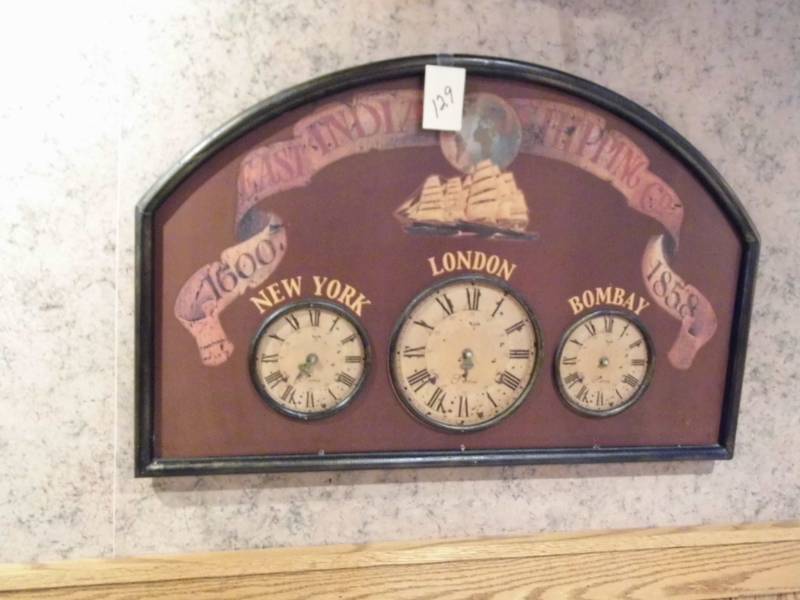 129
EAST INDIA SHIPPING CO.
1600
1858
NEW YORK
LONDON
BOMBAY